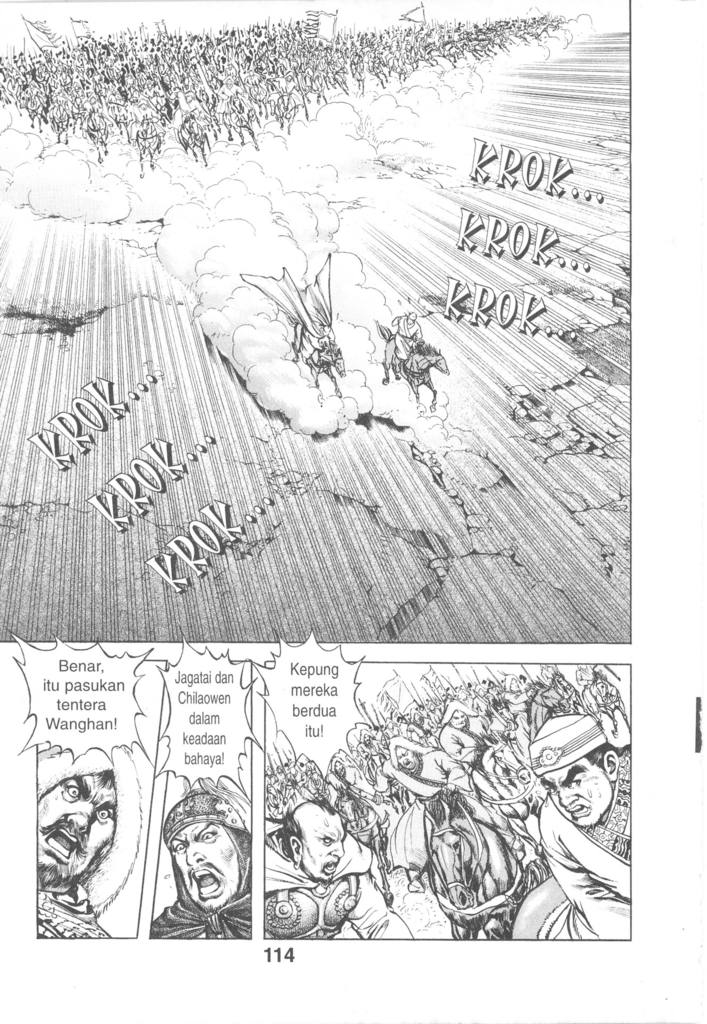 KROK...
KROK...
KROK...
KROK...
KROK...
KROK...
Benar,
itu pasukan
tentera
Wanghan!
Jagatai dan
Chilaowen
dalam
keadaan
bahaya!
Kepung
mereka
berdua
itu!
114